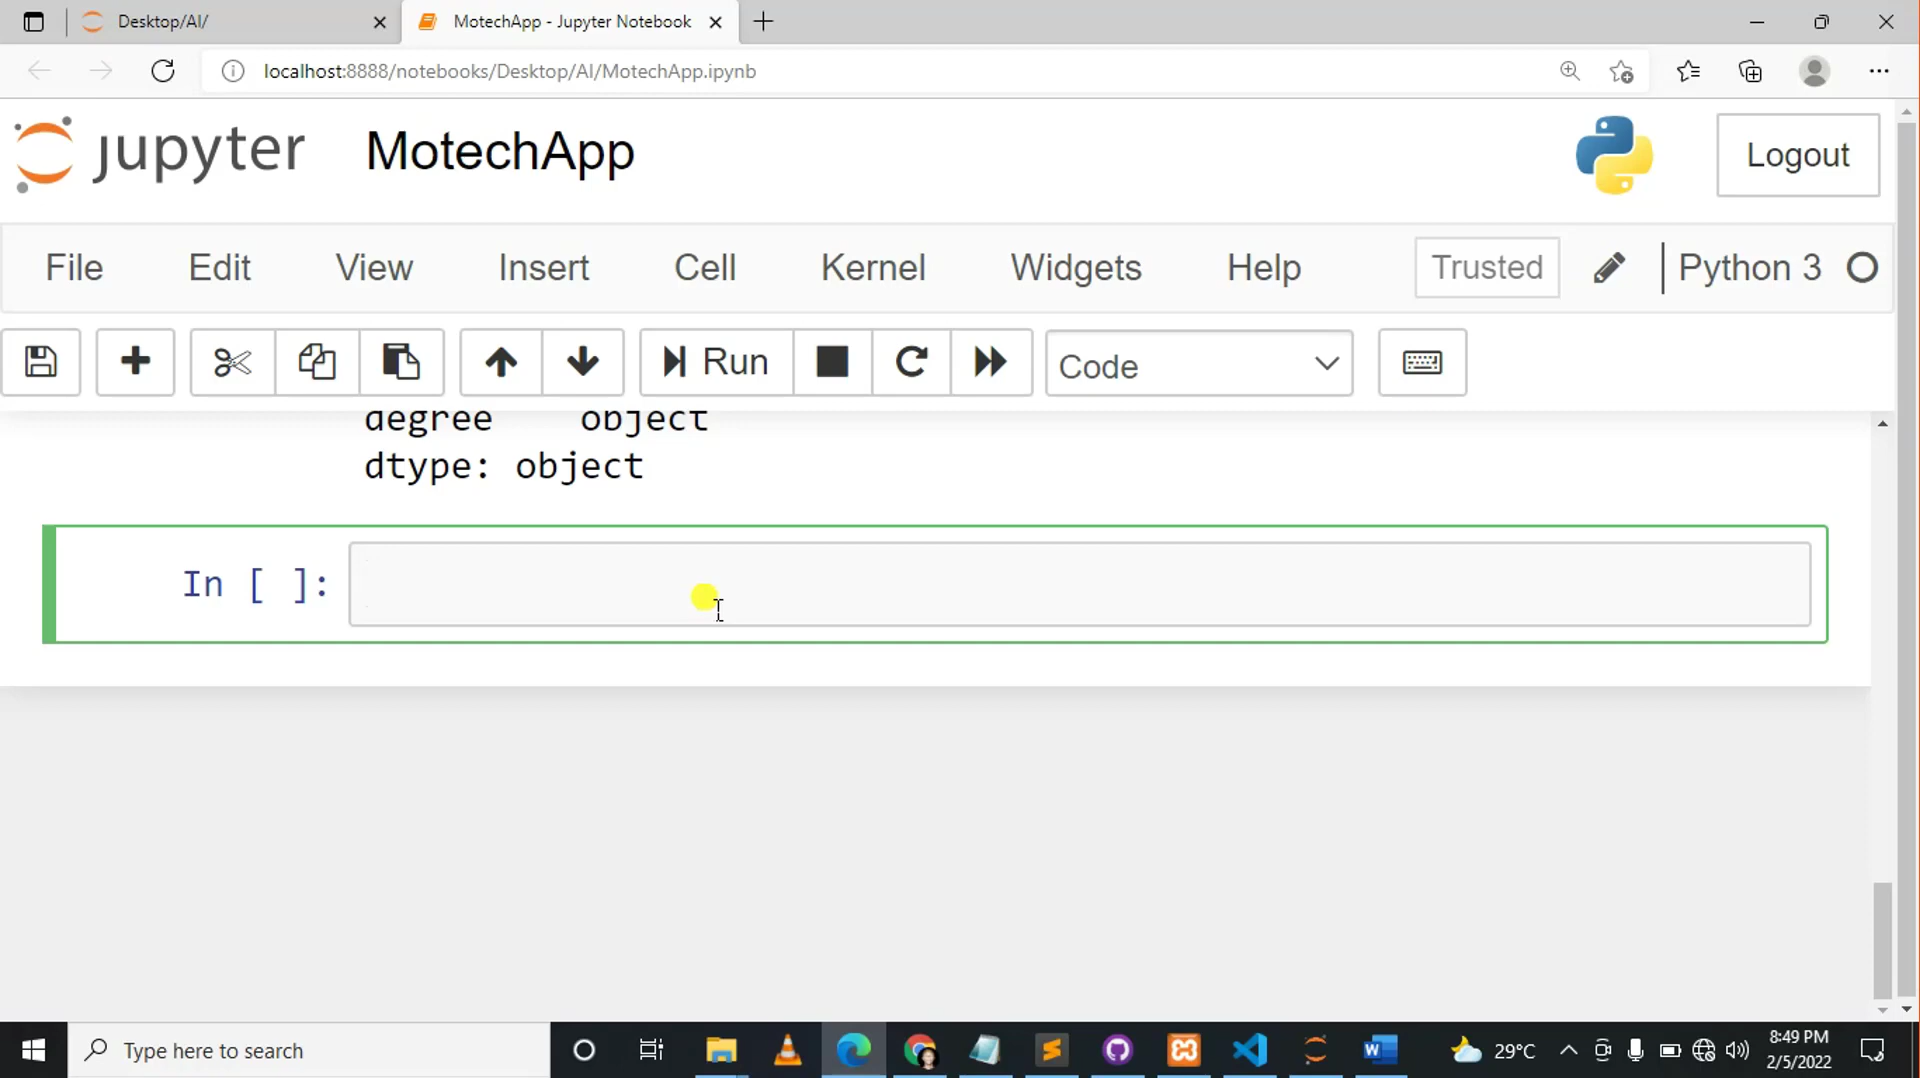 Desktop/AI/
MotechApp - Jupyter Notebook
localhost:8888/notebooks/Desktop/AI/MotechApp.ipynb
jupyter MotechApp
Logout
File Edit View Insert Cell Kernel Widgets Help Trusted Python 3
Run Code
degree object
dtype: object
In [ ]:
Type here to search
29°C
8:49 PM
2/5/2022